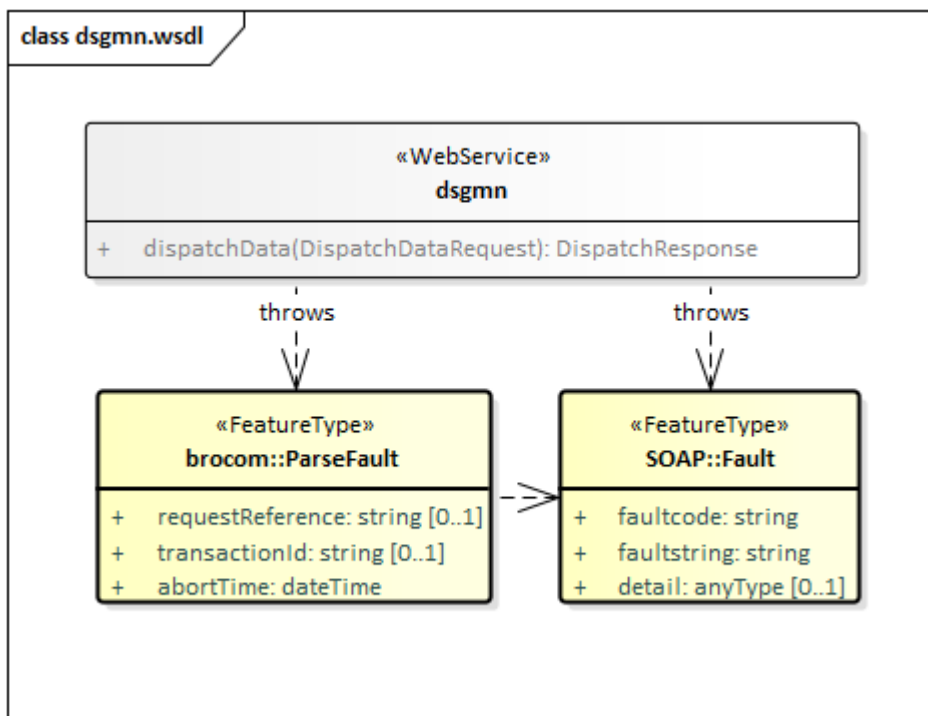 class dsgmn.wsdl
«WebService»
dsgmn
+ dispatchData(DispatchDataRequest): DispatchResponse
throws
throws
«FeatureType»
brocom::ParseFault
+ requestReference: string [0..1]
+ transactionId: string [0..1]
+ abortTime: dateTime
«FeatureType»
SOAP::Fault
+ faultcode: string
+ faultstring: string
+ detail: anyType [0..1]